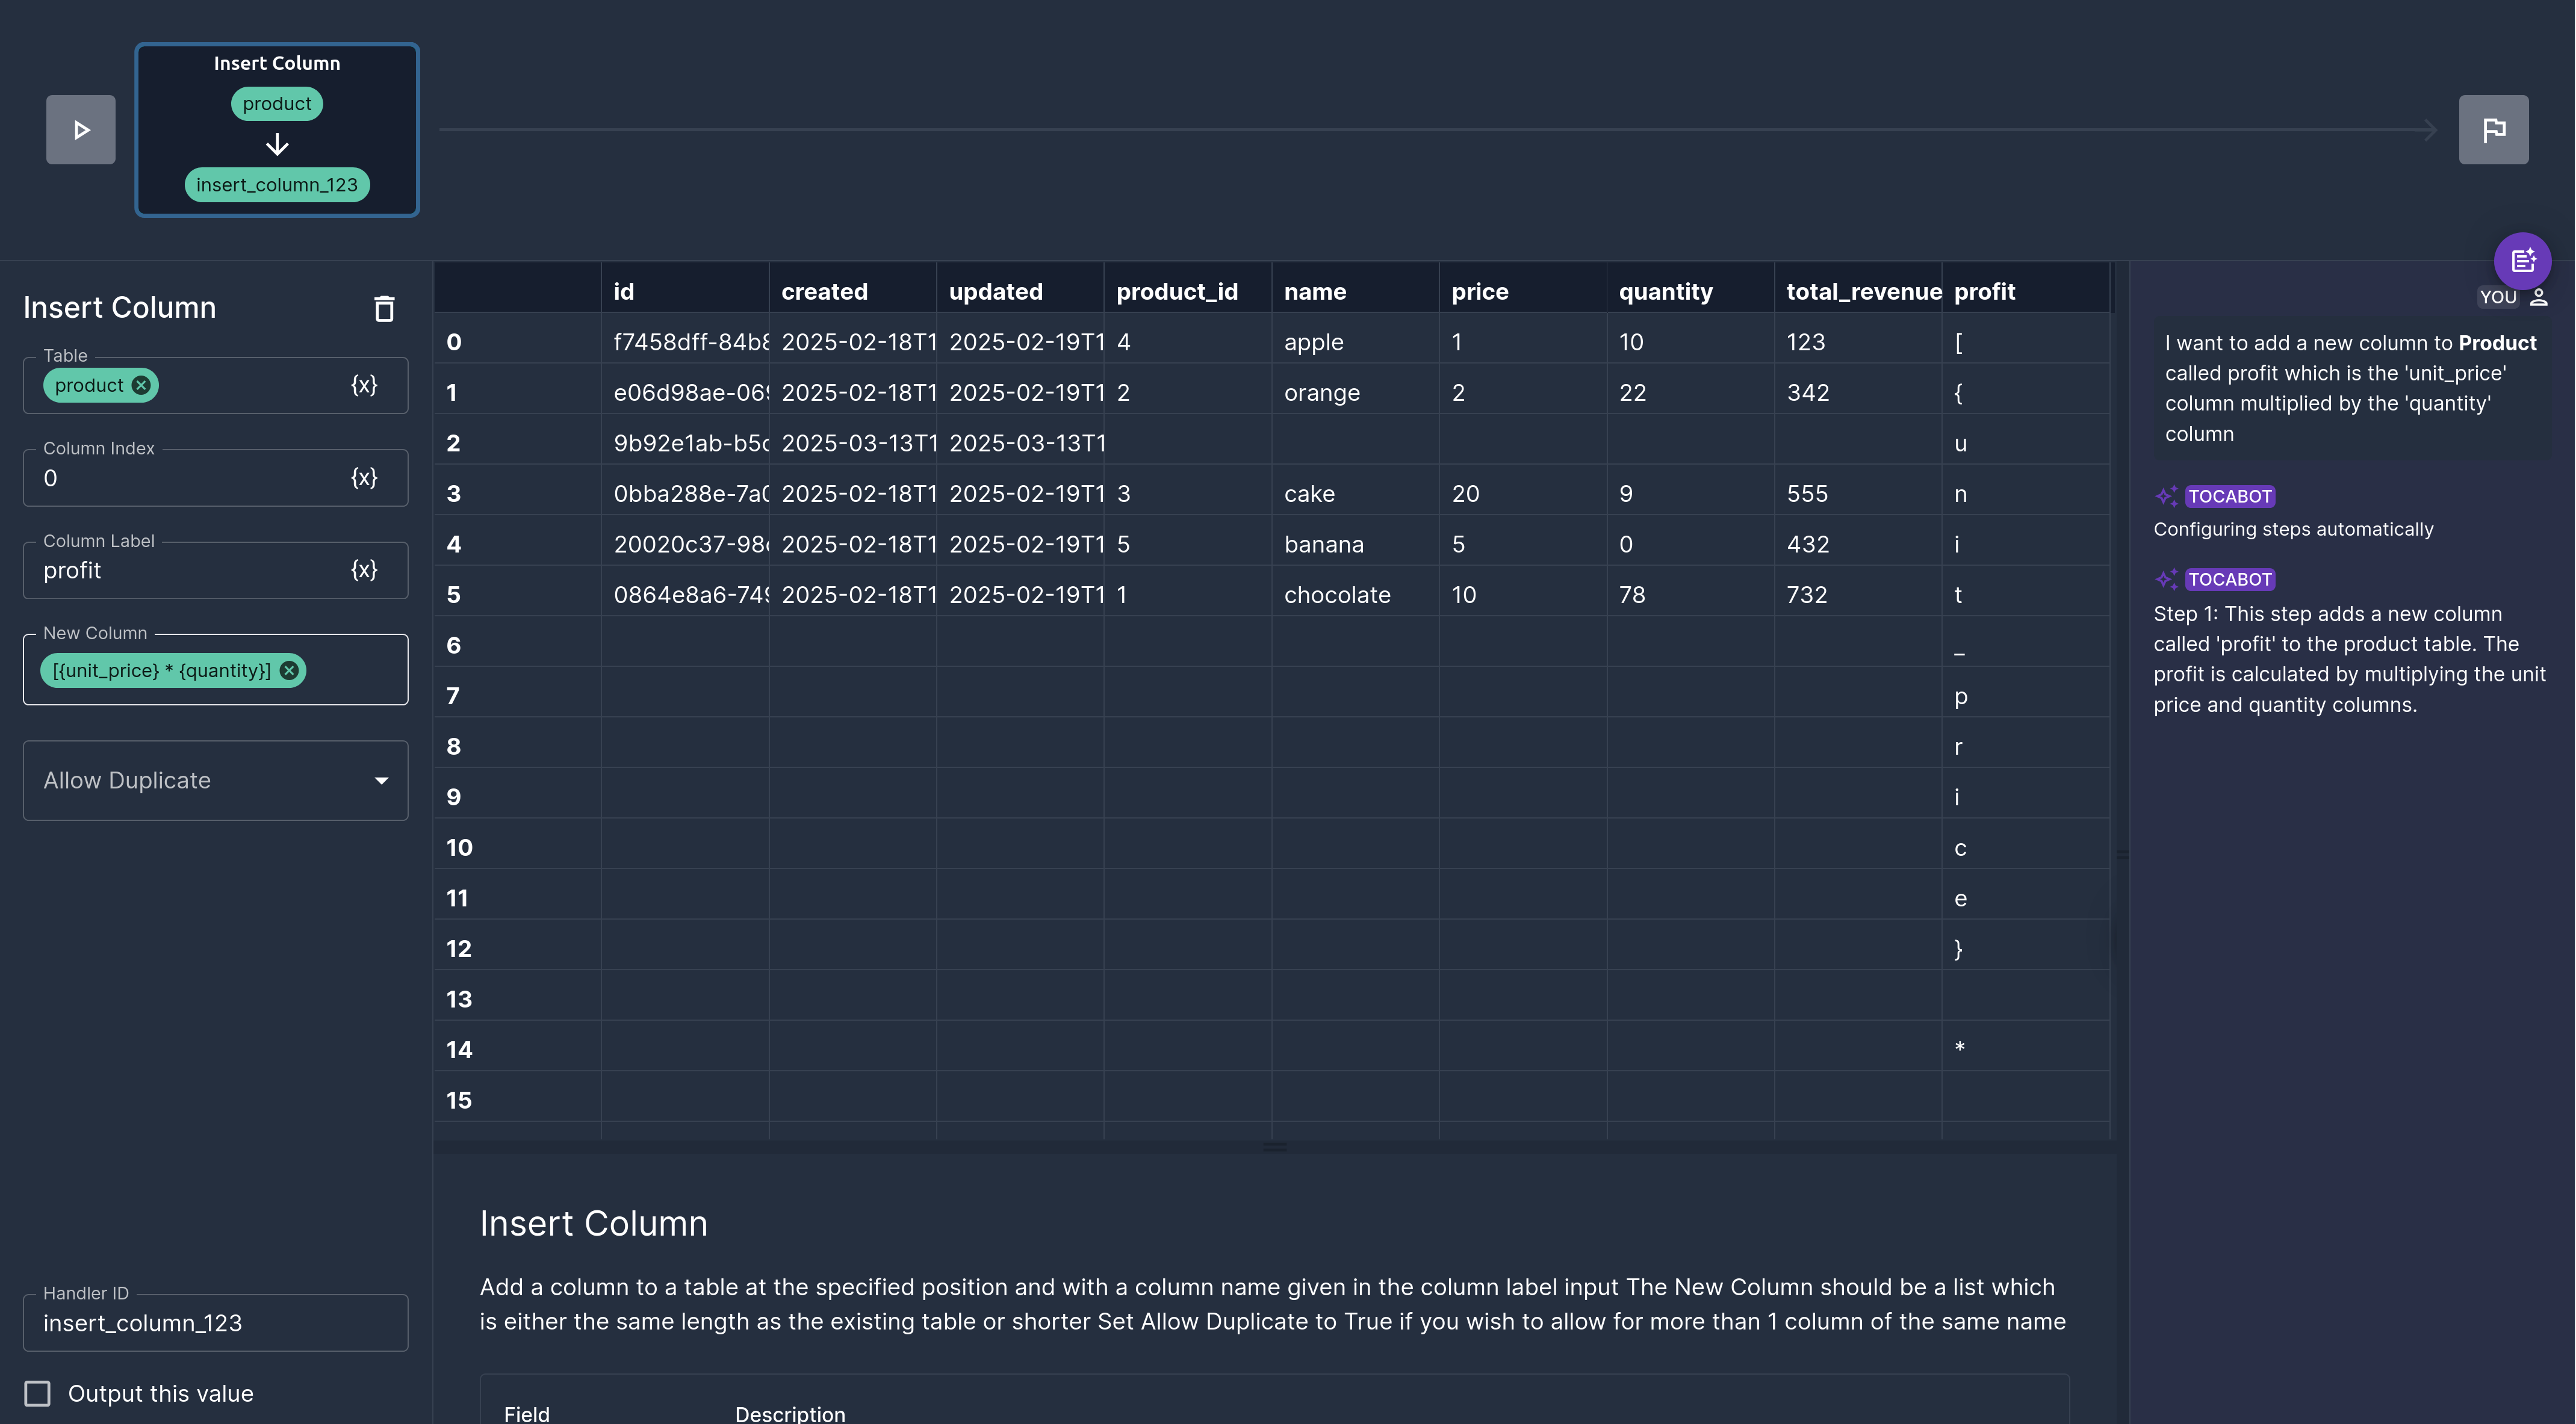 Insert Column
product
insert_column_123
Insert Column
Table
product
{x}
Column Index
0
{x}
Column Label
profit
{x}
New Column
[{unit_price} * {quantity}]
Allow Duplicate
Handler ID
insert_column_123
Output this value
id created updated product_id name price quantity total_revenue profit
0 f7458dff-84b8 2025-02-18T1 2025-02-19T1 4 apple 1 10 123 [
1 e06d98ae-069 2025-02-18T1 2025-02-19T1 2 orange 2 22 342 {
2 9b92e1ab-b5c 2025-03-13T1 2025-03-13T1 u
3 0bba288e-7a0 2025-02-18T1 2025-02-19T1 3 cake 20 9 555 n
4 20020c37-98 2025-02-18T1 2025-02-19T1 5 banana 5 0 432 i
5 0864e8a6-749 2025-02-18T1 2025-02-19T1 1 chocolate 10 78 732 t
6 _
7 p
8 r
9 i
10 c
11 e
12 }
13
14 *
15
Insert Column
Add a column to a table at the specified position and with a column name given in the column label input The New Column should be a list which
is either the same length as the existing table or shorter Set Allow Duplicate to True if you wish to allow for more than 1 column of the same name
Field Description
YOU
I want to add a new column to Product
called profit which is the 'unit_price'
column multiplied by the 'quantity'
column
TOCABOT
Configuring steps automatically
TOCABOT
Step 1: This step adds a new column
called 'profit' to the product table. The
profit is calculated by multiplying the unit
price and quantity columns.